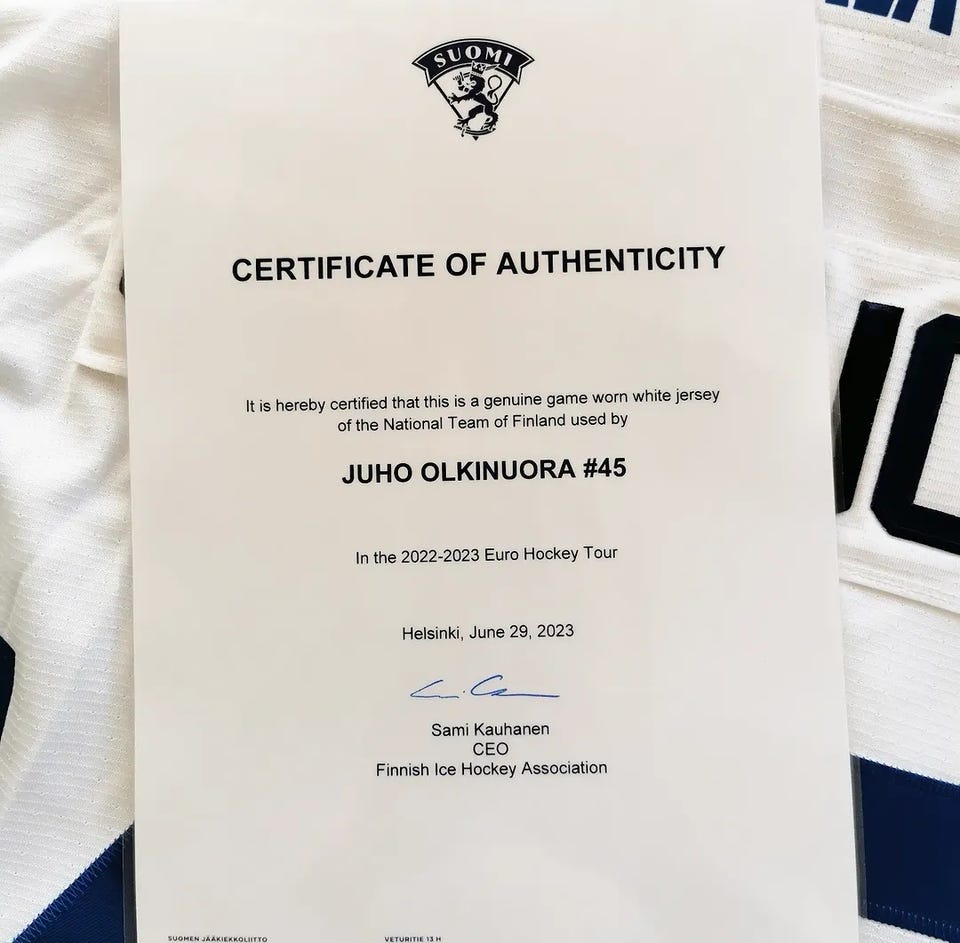 SUOMI
CERTIFICATE OF AUTHENTICITY
It is hereby certified that this is a genuine game worn white jersey
of the National Team of Finland used by
JUHO OLKINUORA #45
In the 2022-2023 Euro Hockey Tour
Helsinki, June 29, 2023
Sami Kauhanen
CEO
Finnish Ice Hockey Association
SUOMEN JÄÄKIEKKOLIITTO
VETURITIE 13 H